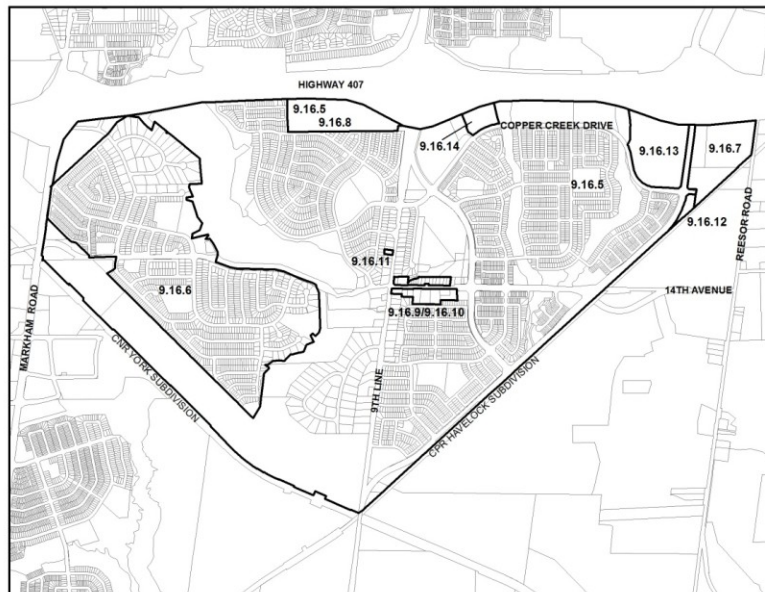 HIGHWAY 407
9.16.5
9.16.8
9.16.14
COPPER CREEK DRIVE
9.16.13
9.16.7
9.16.5
9.16.12
REESOR ROAD
9.16.11
9.16.6
14TH AVENUE
9.16.9/9.16.10
MARKHAM ROAD
CNR YORK SUBDIVISION
9TH LINE
CPR HAVELOCK SUBDIVISION